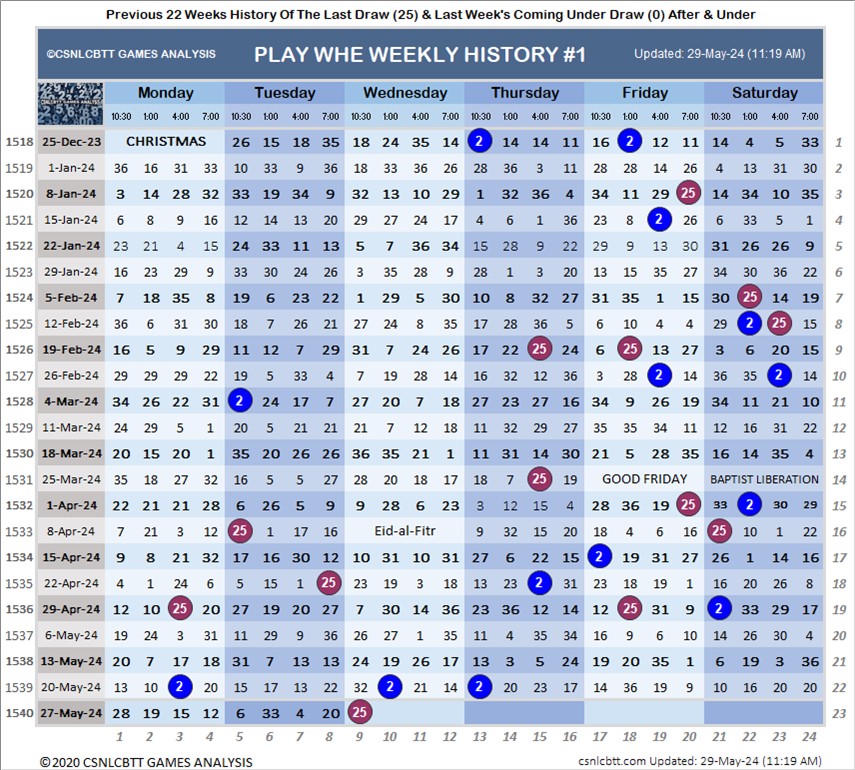 Previous 22 Weeks History Of The Last Draw (25) & Last Week's Coming Under Draw (0) After & Under
©CSNLCBTT GAMES ANALYSIS PLAY WHE WEEKLY HISTORY #1 Updated: 29-May-24 (11:19 AM)
Monday Tuesday Wednesday Thursday Friday Saturday
10:30 1:00 4:00 7:00 10:30 1:00 4:00 7:00 10:30 1:00 4:00 7:00 10:30 1:00 4:00 7:00 10:30 1:00 4:00 7:00 10:30 1:00 4:00 7:00
1518 25-Dec-23 CHRISTMAS 26 15 18 35 18 24 35 14 2 14 14 11 16 2 12 11 14 4 5 33 1
1519 1-Jan-24 36 16 31 33 10 33 9 36 18 33 36 26 28 36 3 11 28 28 26 26 4 13 31 30 2
1520 8-Jan-24 3 14 28 32 33 19 34 9 32 13 10 29 1 32 36 4 34 11 29 25 14 34 10 35 3
1521 15-Jan-24 6 8 9 16 12 14 13 20 29 27 24 17 4 6 1 36 23 8 2 26 6 33 5 1 4
1522 22-Jan-24 23 21 4 15 24 33 11 13 5 7 36 34 15 28 9 22 29 9 13 30 31 26 26 9 5
1523 29-Jan-24 16 23 29 9 33 30 24 26 3 35 28 9 28 1 3 20 13 15 35 27 34 30 36 22 6
1524 5-Feb-24 7 18 35 8 19 6 23 22 1 29 5 30 10 8 32 27 31 35 1 15 30 25 14 19 7
1525 12-Feb-24 36 6 31 30 18 7 26 21 27 24 8 35 17 28 36 5 6 10 4 4 29 2 25 15 8
1526 19-Feb-24 16 5 9 29 11 12 7 29 31 7 24 26 17 22 25 24 6 25 13 27 3 6 20 15 9
1527 26-Feb-24 29 29 29 22 19 5 33 4 7 19 28 14 16 32 12 36 3 28 2 14 36 35 2 14 10
1528 4-Mar-24 34 26 22 31 2 24 17 7 27 20 7 18 27 23 27 16 34 9 26 19 34 11 21 10 11
1529 11-Mar-24 24 29 5 1 20 5 21 21 21 7 12 18 11 32 29 27 35 8 11 29 12 16 31 22 12
1530 18-Mar-24 20 15 20 1 35 20 26 26 36 35 21 1 11 31 14 30 21 5 28 35 16 14 35 4 13
1531 25-Mar-24 35 18 27 32 16 5 5 27 28 20 18 17 18 7 25 19 GOOD FRIDAY BAPTIST LIBERATION 14
1532 1-Apr-24 22 21 21 28 6 26 5 9 9 28 6 23 3 12 15 4 28 36 19 25 33 2 30 29 15
1533 8-Apr-24 7 21 3 12 25 1 17 16 Eid-al-Fitr 9 32 15 20 18 4 6 16 25 10 1 22 16
1534 15-Apr-24 9 8 21 32 17 16 30 12 10 31 10 31 27 6 22 15 2 19 31 27 26 1 14 16 17
1535 22-Apr-24 4 1 24 6 5 15 1 25 23 19 3 18 13 23 2 31 23 18 19 1 16 20 26 8 18
1536 29-Apr-24 12 10 25 20 27 19 20 27 7 30 14 36 23 36 12 14 12 25 31 9 2 33 29 17 19
1537 6-May-24 19 24 3 31 11 29 9 36 26 27 1 35 11 4 35 34 16 9 6 10 14 26 30 4 20
1538 13-May-24 20 7 17 18 31 7 13 13 24 19 26 17 13 3 5 24 19 20 35 1 6 19 3 36 21
1539 20-May-24 13 10 2 20 15 17 13 22 32 2 21 14 2 20 23 17 14 36 19 9 10 16 20 20 22
1540 27-May-24 28 19 15 12 6 33 4 20 25 23
1 2 3 4 5 6 7 8 9 10 11 12 13 14 15 16 17 18 19 20 21 22 23 24
©2020 CSNLCBTT GAMES ANALYSIS csnlcbtt.com Updated: 29-May-24 (11:19 AM)